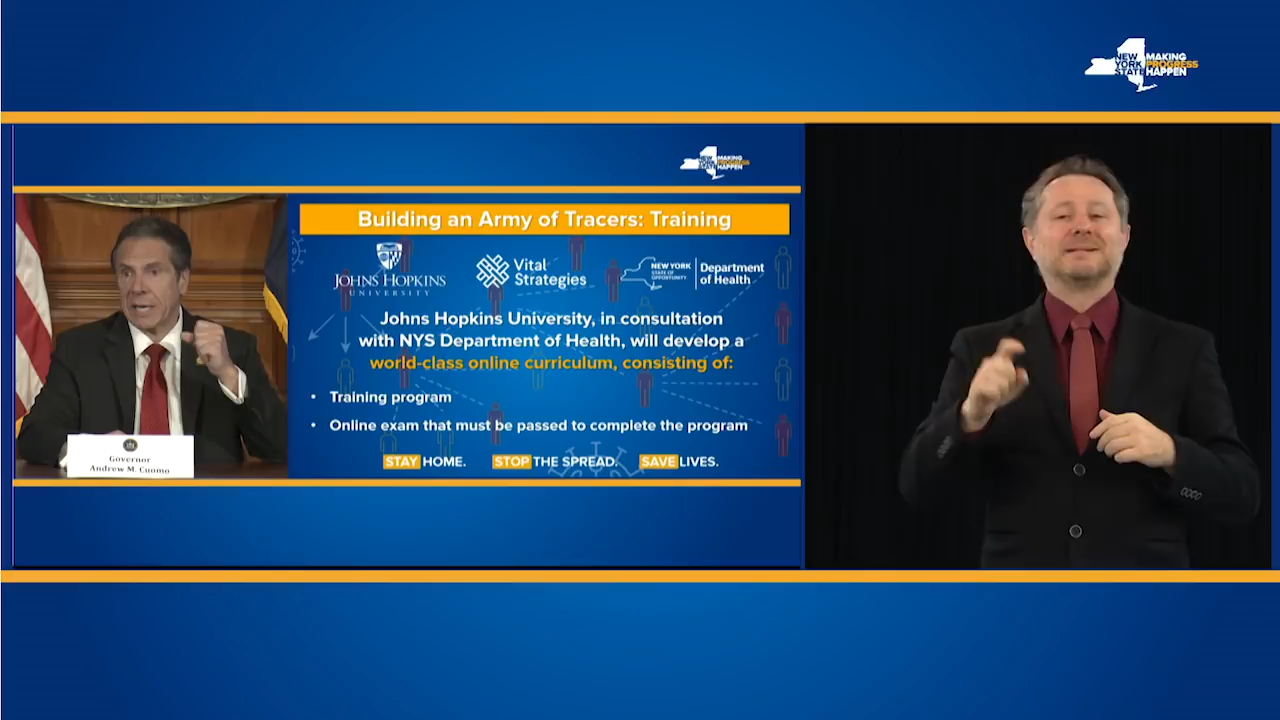 NEW
YORK
STATE
MAKING
PROGRESS
HAPPEN
NEW
YORK
STATE
MAKING
PROGRESS
HAPPEN
Building an Army of Tracers: Training
JOHNS HOPKINS
UNIVERSITY
Vital
Strategies
NEW YORK
STATE OF
OPPORTUNITY
Department
of Health
Johns Hopkins University, in consultation
with NYS Department of Health, will develop a
world-class online curriculum, consisting of:
• Training program
• Online exam that must be passed to complete the program
STAY HOME. STOP THE SPREAD. SAVE LIVES.
Governor
Andrew M. Cuomo